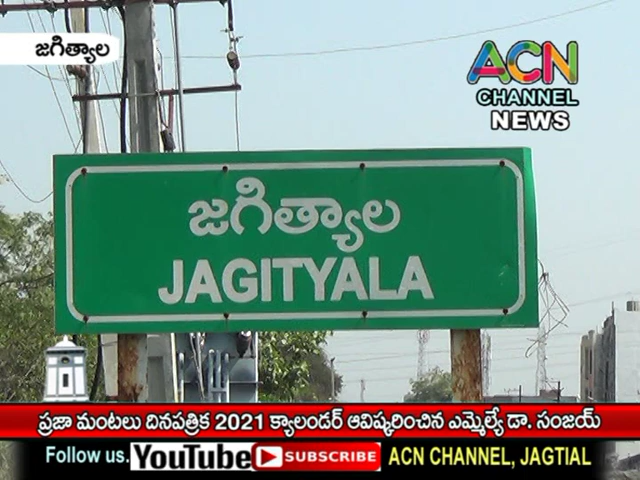 జగిత్యాల
ACN
CHANNEL
NEWS
జగిత్యాల
JAGITYALA
ప్రజా మంటలు దినపత్రిక 2021 క్యాలండర్ ఆవిష్కరించిన ఎమ్మెల్యే డా. సంజయ్
Follow us. YouTube SUBSCRIBE ACN CHANNEL, JAGTIAL